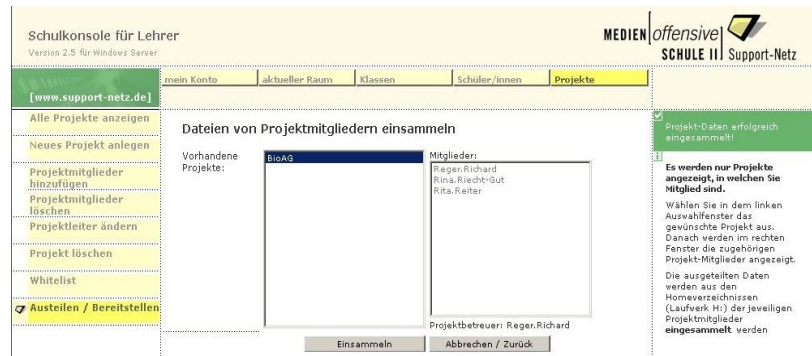 Schulkonsole für Lehrer
Version 2.5 für Windows Server
MEDIEN offensive
SCHULE II Support-Netz
[www.support-netz.de]
mein Konto
aktueller Raum
Klassen
Schüler/innen
Projekte
Alle Projekte anzeigen
Neues Projekt anlegen
Projektmitglieder
hinzufügen
Projektmitglieder
löschen
Projektleiter ändern
Projekt löschen
Whitelist
Austeilen / Bereitstellen
Dateien von Projektmitgliedern einsammeln
Vorhandene
Projekte:
BioAG
Mitglieder:
Reger.Richard
Rina.Riecht-Gut
Rita.Reiter
Projektbetreuer: Reger.Richard
Einsammeln
Abbrechen / Zurück
Projekt-Daten erfolgreich
eingesammelt!
Es werden nur Projekte
angezeigt, in welchen Sie
Mitglied sind.
Wählen Sie in dem linken
Auswahlfenster das
gewünschte Projekt aus.
Danach werden im rechten
Fenster die zugehörigen
Projekt-Mitglieder angezeigt.
Die ausgeteilten Daten
werden aus den
Homeverzeichnissen
(Laufverk H:) der jeweiligen
Projektmitglieder
eingesammelt werden